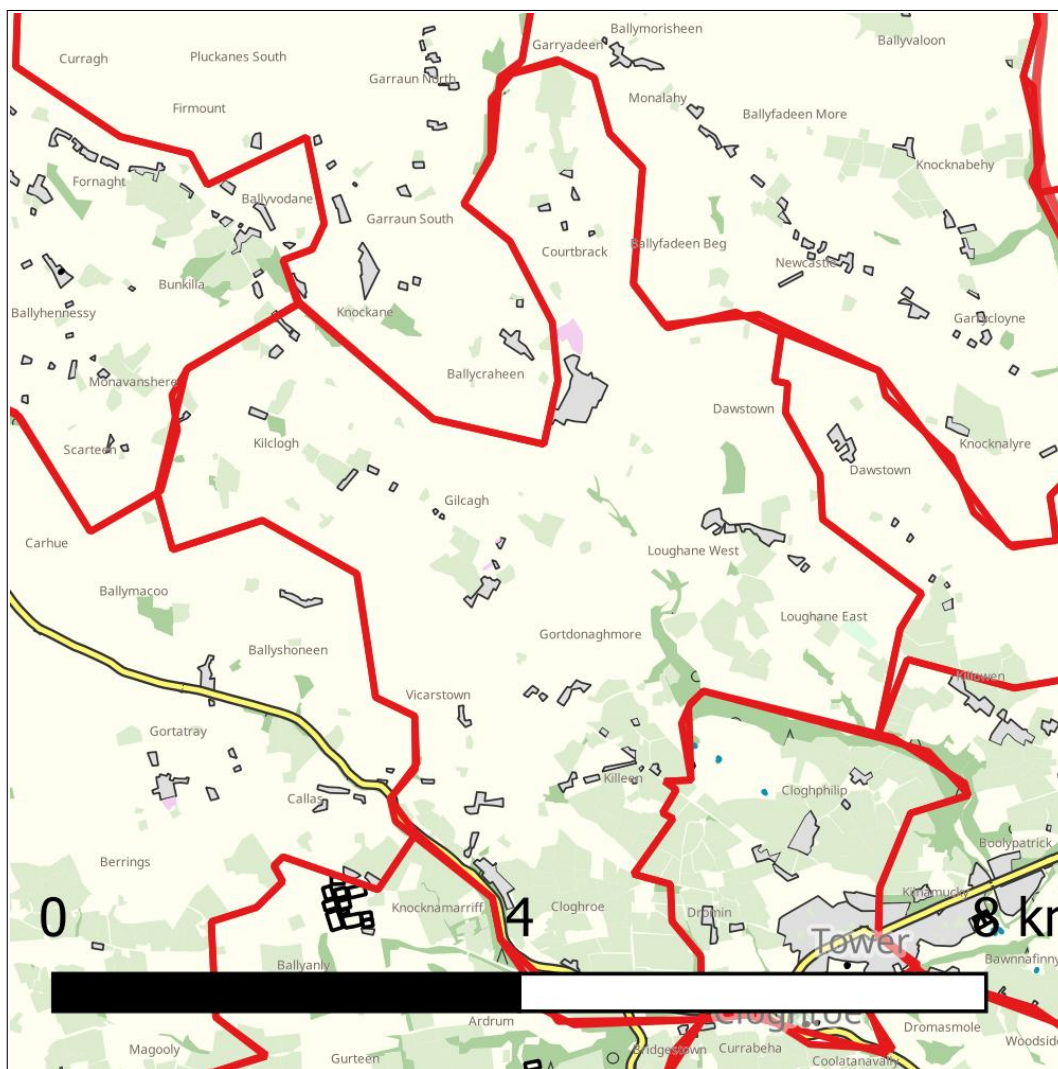 Ballymorisheen
Garryadeen
Ballyvaloon
Curragh
Pluckanes South
Garraun North
Monalahy
Firmount
Ballyfadeen More
Knocknabehy
Fornaght
Ballyvodane
Garraun South
Courtbrack
Ballyfadeen Beg
Newcastle
Bunkilla
Ballyhennessy
Knockane
Garrycloyne
Ballycraheen
Monavanshere
Dawstown
Scarteen
Kilclogh
Knocknalyre
Dawstown
Gilcagh
Carhue
Loughane West
Ballymacoo
Loughane East
Gortdonaghmore
Ballyshoneen
Killowen
Vicarstown
Gortatray
Killeen
Callas
Cloghphilip
Boolypatrick
Berrings
Kilnamucky
Knocknamarriff
Cloghroe
Dromin
0
4
8 km
Tower
Bawnnafinny
Ballyanly
Cloghroe
Ardrum
Dromasmole
Woodside
Magooly
Gurteen
Bridgestown
Currabeha
Coolatanavally